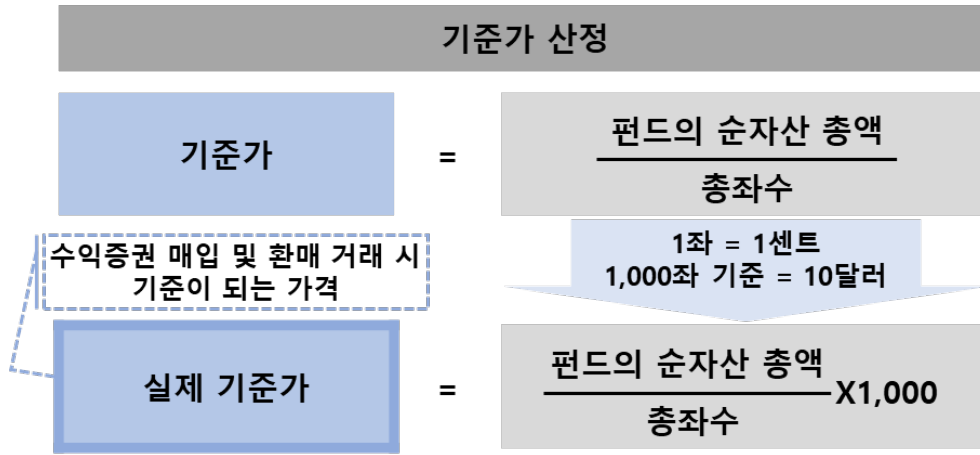 기준가 산정
기준가
=
펀드의 순자산 총액
총좌수
수익증권 매입 및 환매 거래 시
기준이 되는 가격
1좌 = 1센트
1,000좌 기준 = 10달러
실제 기준가
=
펀드의 순자산 총액
총좌수
X1,000